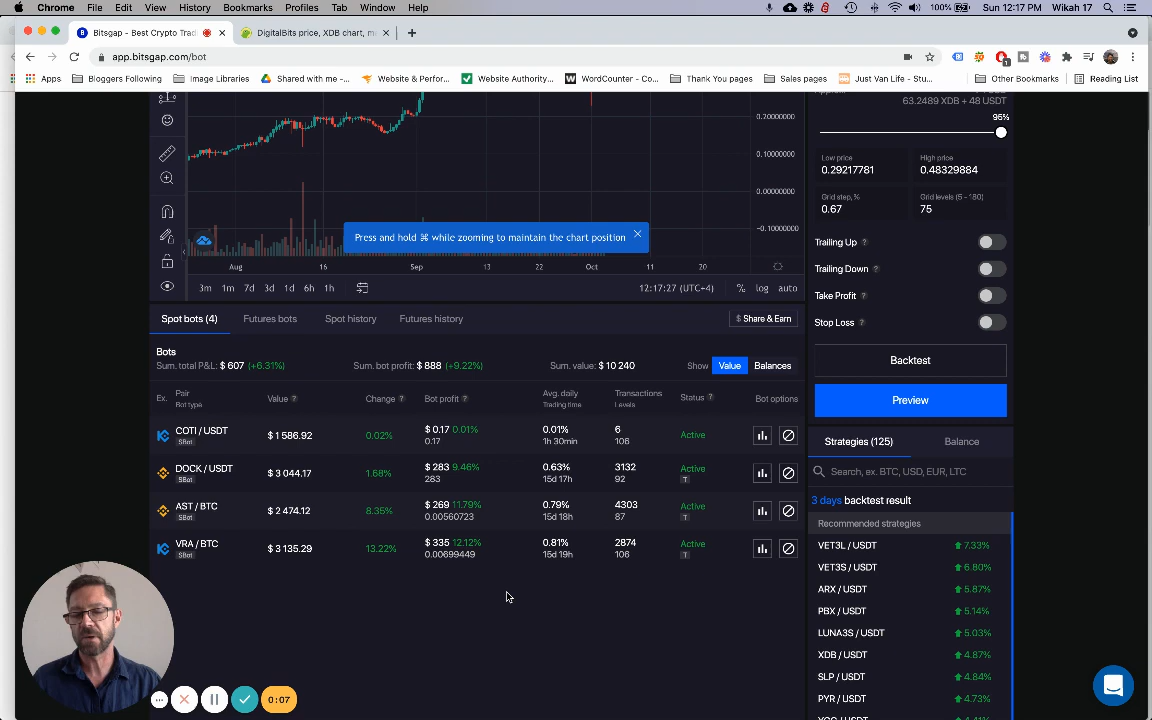 Chrome File Edit View History Bookmarks Profiles Tab Window Help 100% Sun 12:17 PM Wikah 17
Bitsgap - Best Crypto Tradi
DigitalBits price, XDB chart, m
app.bitsgap.com/bot
Apps Bloggers Following Image Libraries Shared with me -... Website & Perfor... Website Authority... WordCounter - Co... Thank You pages Sales pages Just Van Life - Stu... Other Bookmarks Reading List
63.2489 XDB + 48 USDT
95%
0.20000000
0.10000000
0.00000000
-0.10000000
Low price
0.29217781
High price
0.48329884
Grid step, %
0.67
Grid levels (5 - 180)
75
Press and hold ⌘ while zooming to maintain the chart position
Trailing Up
Trailing Down
Take Profit
Stop Loss
Aug 16 Sep 13 22 Oct 11 20
3m 1m 7d 3d 1d 6h 1h
12:17:27 (UTC+4) % log auto
Spot bots (4) Futures bots Spot history Futures history
$ Share & Earn
Backtest
Preview
Bots
Sum. total P&L: $ 607 (+6.31%) Sum. bot profit: $ 888 (+9.22%) Sum. value: $ 10 240
Show Value Balances
Ex. Pair Value Change Bot profit Avg. daily Transactions Status Bot options
Bot type Trading time Levels
COTI / USDT $ 1 586.92 0.02% $ 0.17 0.01% 0.01% 6 Active
SBot 0.17 1h 30min 106
DOCK / USDT $ 3 044.17 1.68% $ 283 9.46% 0.63% 3132 Active
SBot 283 15d 17h 92 T
AST / BTC $ 2 474.12 8.35% $ 269 11.79% 0.79% 4303 Active
SBot 0.00560723 15d 18h 87 T
VRA / BTC $ 3 135.29 13.22% $ 335 12.12% 0.81% 2874 Active
SBot 0.00699449 15d 19h 106 T
Strategies (125) Balance
Search, ex. BTC, USD, EUR, LTC
3 days backtest result
Recommended strategies
VET3L / USDT 7.33%
VET3S / USDT 6.80%
ARX / USDT 5.87%
PBX / USDT 5.14%
LUNA3S / USDT 5.03%
XDB / USDT 4.87%
SLP / USDT 4.84%
PYR / USDT 4.73%
0:07